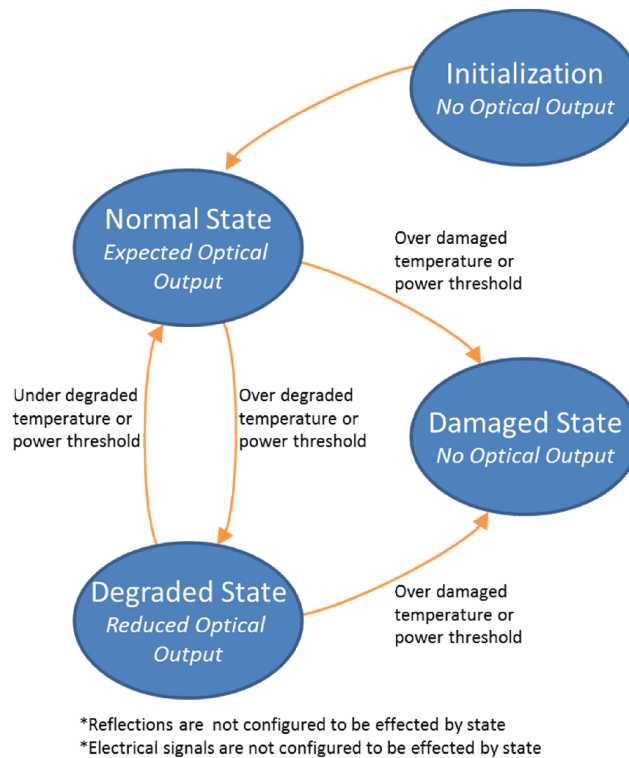 Initialization
No Optical Output
Normal State
Expected Optical
Output
Over damaged
temperature or
power threshold
Under degraded
temperature or
power threshold
Over degraded
temperature or
power threshold
Damaged State
No Optical Output
Degraded State
Reduced Optical
Output
Over damaged
temperature or
power threshold
*Reflections are not configured to be effected by state
*Electrical signals are not configured to be effected by state